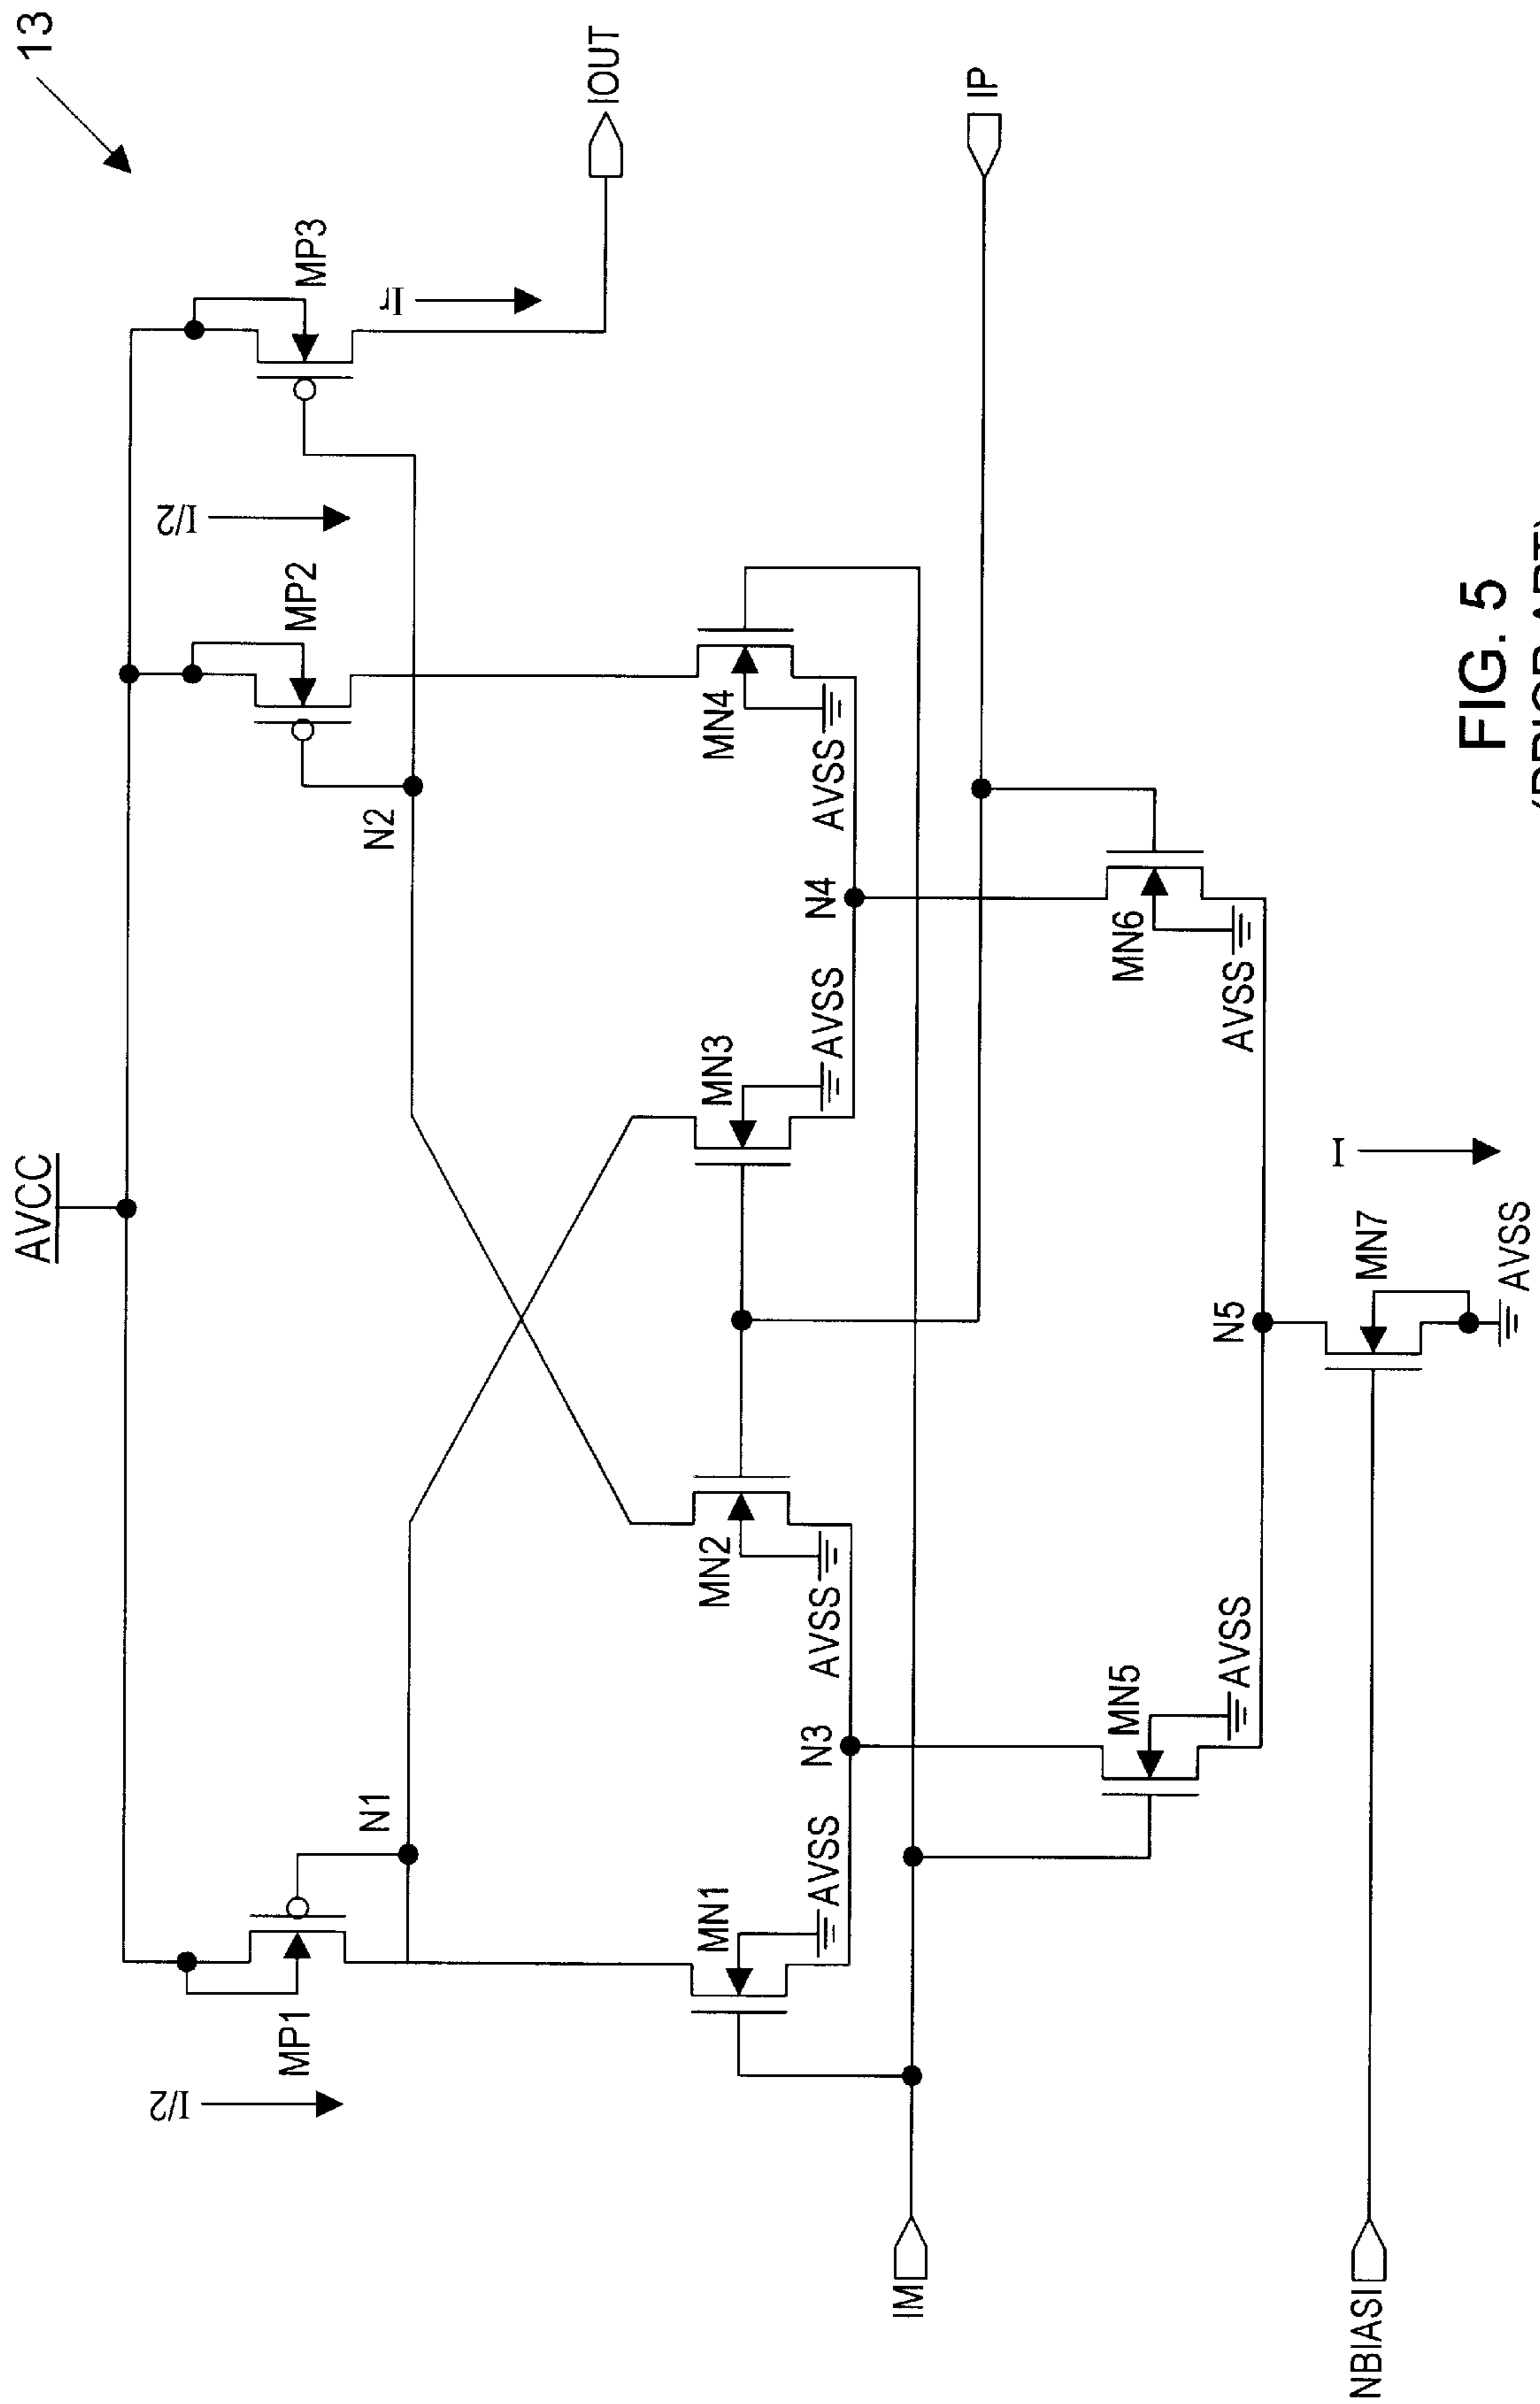 13
AVCC
MP1
I/2
N1
MP2
I/2
N2
MP3
Ir
IOUT
MN1
AVSS
N3
MN2
AVSS
MN3
AVSS
N4
MN4
AVSS
IM
IP
MN5
AVSS
MN6
AVSS
N5
I
MN7
AVSS
NBIASI
FIG. 5